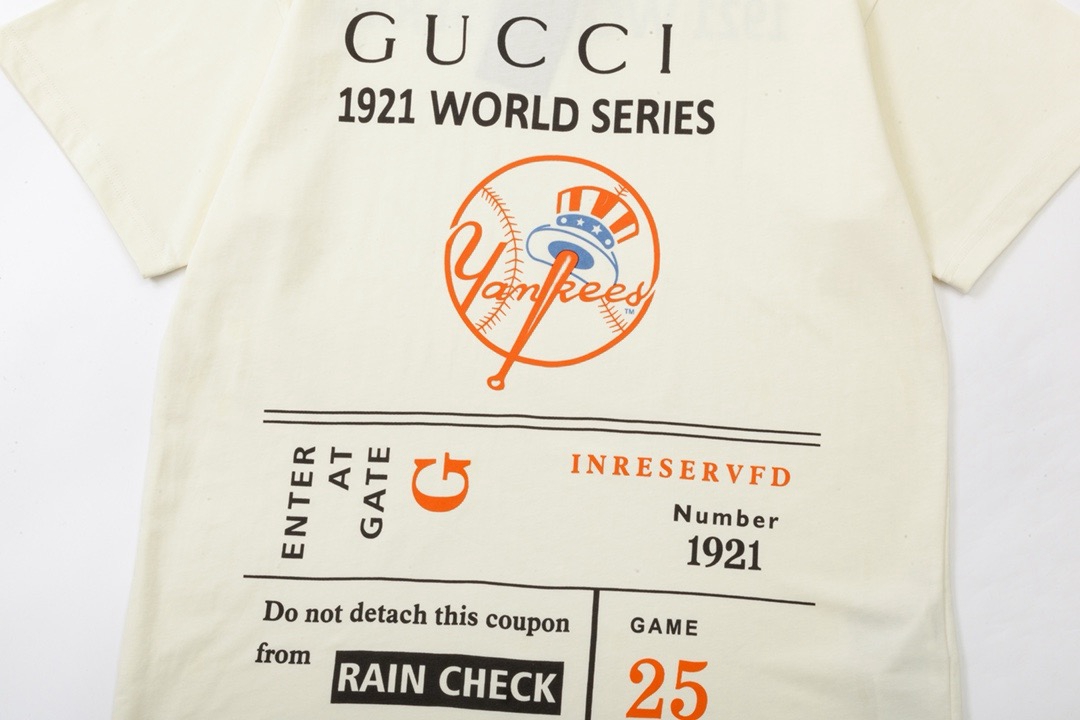 GUCCI
1921 WORLD SERIES
Yankees
TM
ENTER
AT
GATE
G
INRESERVFD
Number
1921
Do not detach this coupon
from
RAIN CHECK
GAME
25